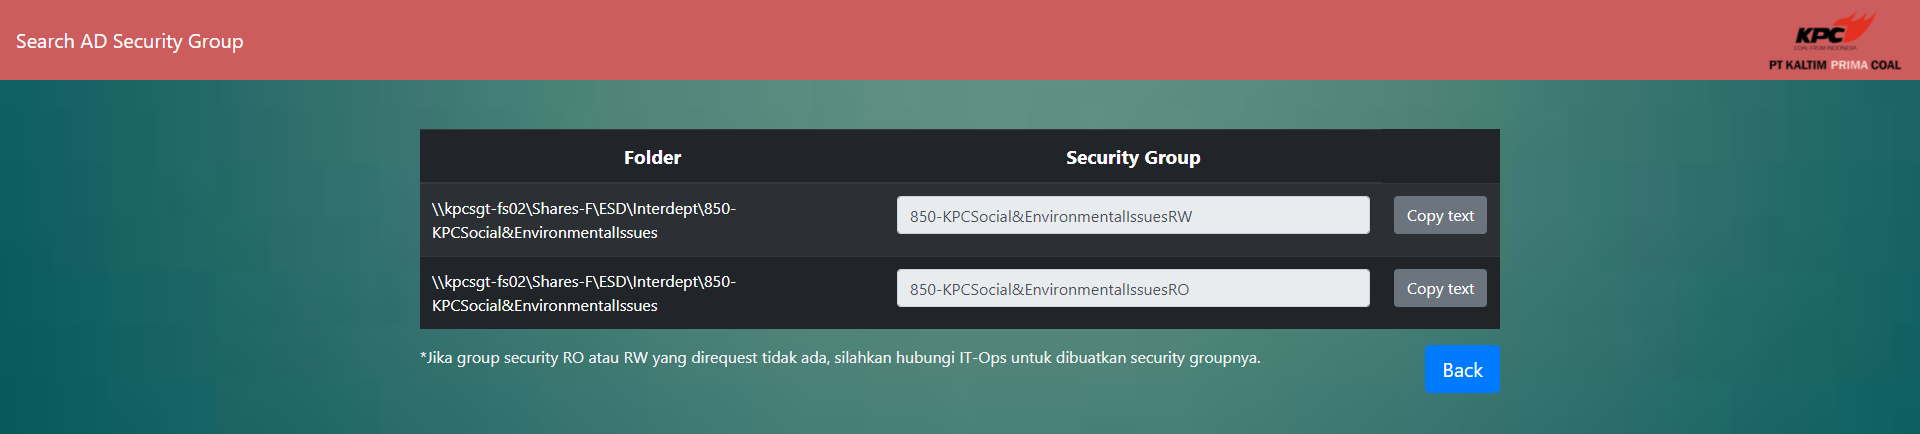 Search AD Security Group
KPC
COAL FROM INDONESIA
PT KALTIM PRIMA COAL
Folder
Security Group
\\kpcsgt-fs02\Shares-F\ESD\Interdept\850-
KPCSocial&EnvironmentalIssues
850-KPCSocial&EnvironmentalIssuesRW
Copy text
\\kpcsgt-fs02\Shares-F\ESD\Interdept\850-
KPCSocial&EnvironmentalIssues
850-KPCSocial&EnvironmentalIssuesRO
Copy text
*Jika group security RO atau RW yang direquest tidak ada, silahkan hubungi IT-Ops untuk dibuatkan security groupnya.
Back